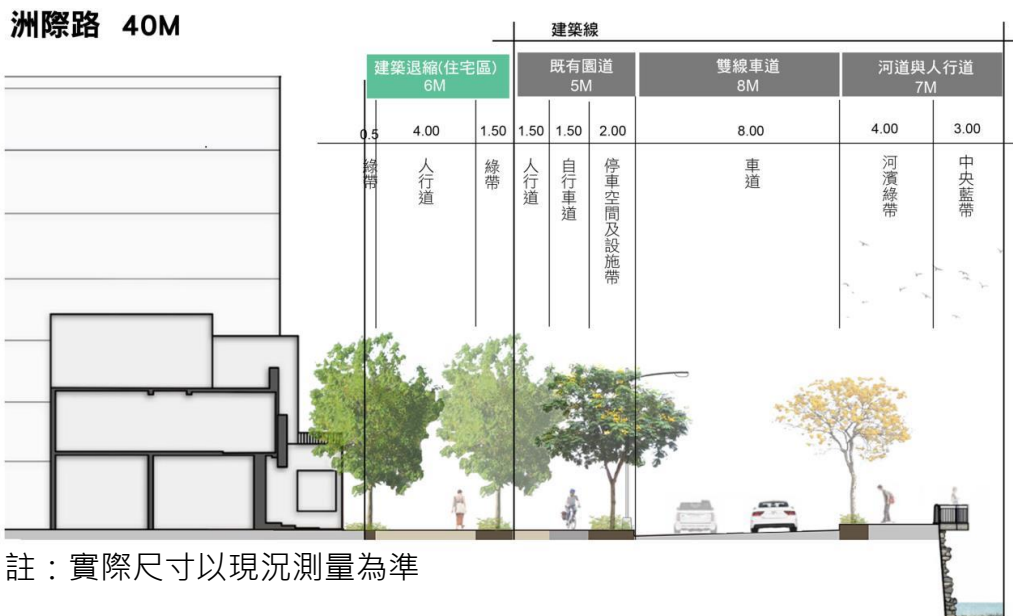 洲際路 40M
建築線
建築退縮(住宅區)
6M
既有園道
5M
雙線車道
8M
河道與人行道
7M
0.5
4.00
1.50
1.50
1.50
2.00
8.00
4.00
3.00
綠帶
人行道
綠帶
人行道
自行車道
停車空間及設施帶
車道
河濱綠帶
中央藍帶
註：實際尺寸以現況測量為準